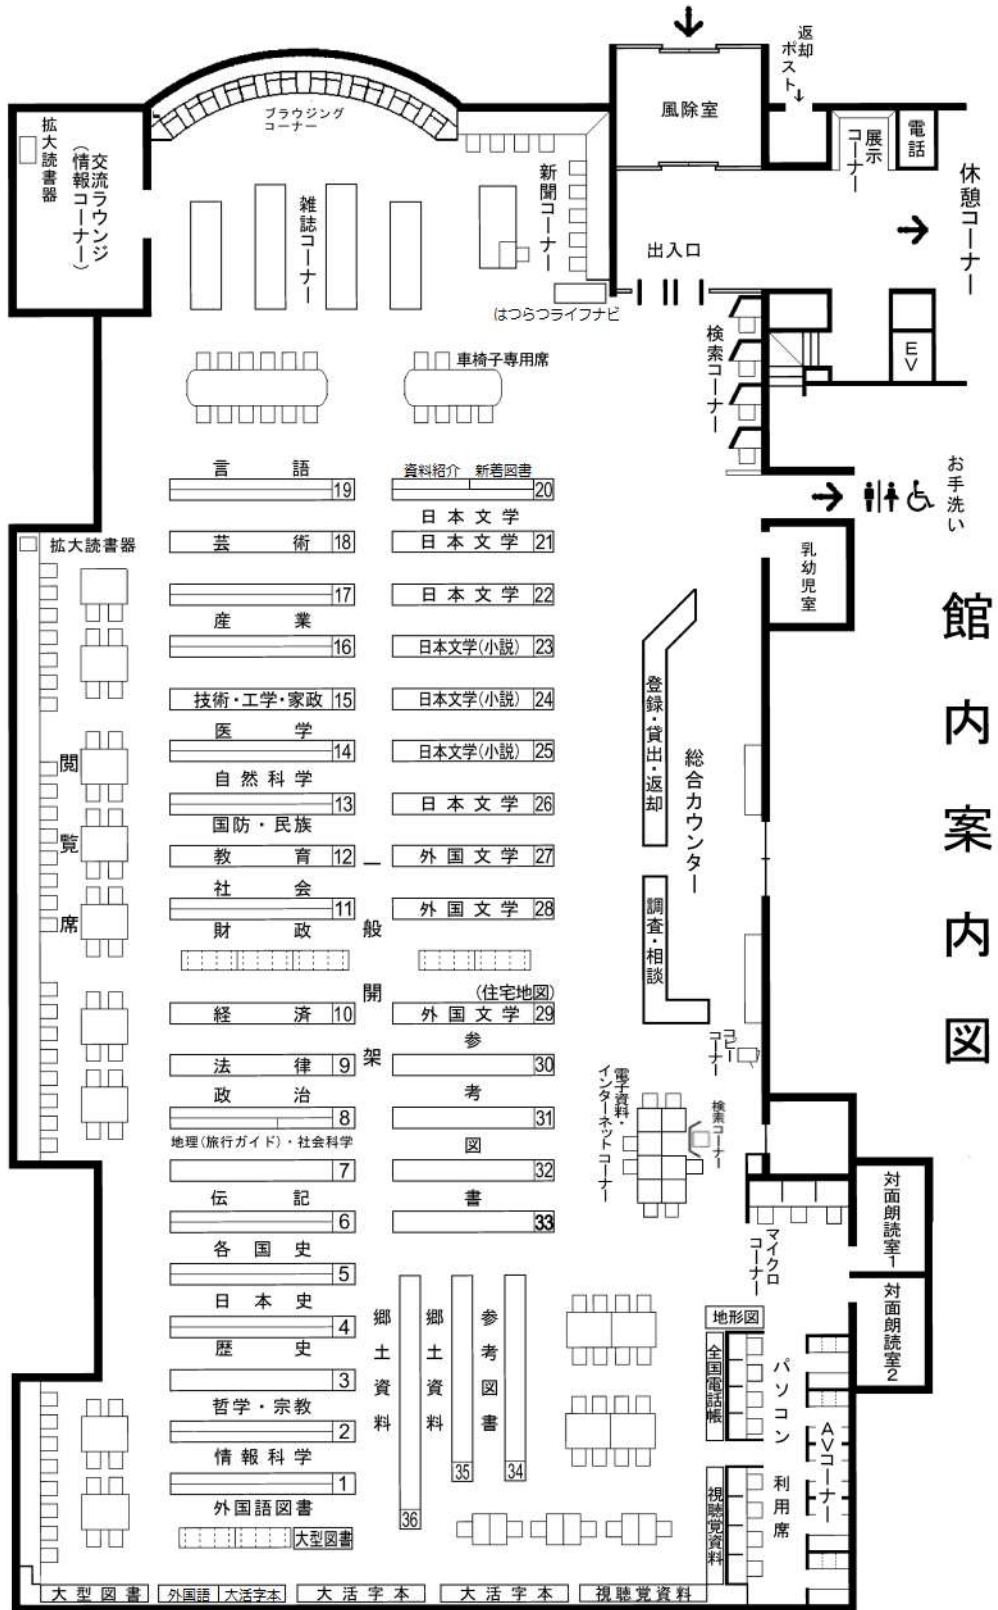 館内案内図
返却
ポスト
風除室
展示
コーナー
電話
休憩コーナー
出入口
EV
お手洗い
乳幼児室
拡大読書器
交流ラウンジ
(情報コーナー)
ブラウジング
コーナー
雑誌コーナー
新聞コーナー
はつらつライフナビ
検索コーナー
車椅子専用席
言語
19
芸術 18
17
産業
16
技術・工学・家政 15
医学
14
自然科学
13
国防・民族
教育 12
社会
11
財政
経済 10
法律 9
政治
8
地理(旅行ガイド)・社会科学
7
伝記
6
各国史
5
日本史
4
歴史
3
哲学・宗教
2
情報科学
1
外国語図書
大型図書
一般開架
資料紹介 新着図書
20
日本文学
日本文学 21
日本文学 22
日本文学(小説) 23
日本文学(小説) 24
日本文学(小説) 25
日本文学 26
外国文学 27
外国文学 28
(住宅地図)
外国文学 29
参考図書
30
31
32
33
郷土資料
36
郷土資料
35
参考図書
34
拡大読書器
閲覧席
登録・貸出・返却
総合カウンター
調査・相談
コピー
コーナー
電子資料・
インターネットコーナー
検索コーナー
マイクロ
コーナー
対面朗読室1
対面朗読室2
地形図
全国電話帳
パソコン利用席
AVコーナー
視聴覚資料
大型図書
外国語
大活字本
大活字本
大活字本
視聴覚資料